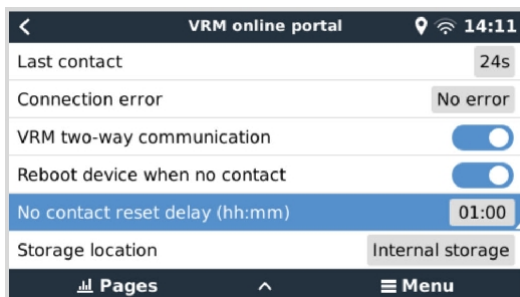 VRM online portal 14:11
Last contact 24s
Connection error No error
VRM two-way communication
Reboot device when no contact
No contact reset delay (hh:mm) 01:00
Storage location Internal storage
Pages Menu